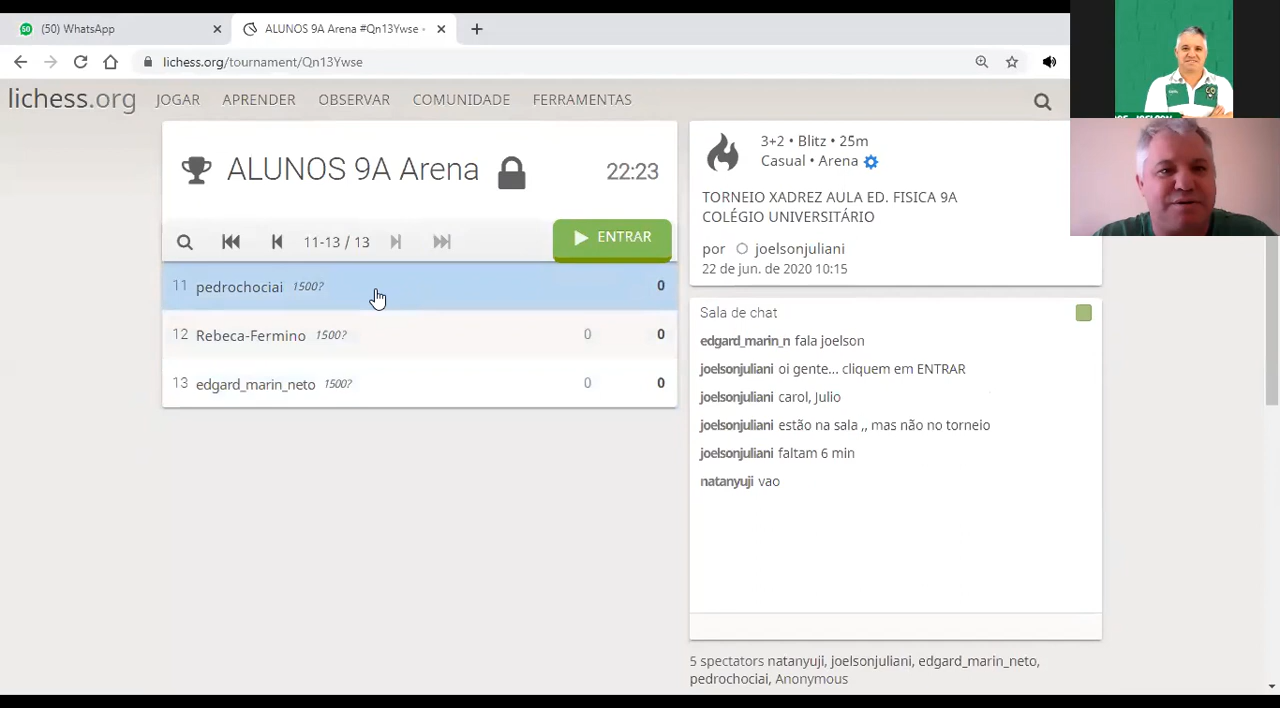 (50) WhatsApp
ALUNOS 9A Arena #Qn13Ywse
lichess.org/tournament/Qn13Ywse
lichess.org JOGAR APRENDER OBSERVAR COMUNIDADE FERRAMENTAS
ALUNOS 9A Arena 22:23
11-13 / 13 ENTRAR
11 pedrochociai 1500? 0
12 Rebeca-Fermino 1500? 0 0
13 edgard_marin_neto 1500? 0 0
3+2 • Blitz • 25m
Casual • Arena
TORNEIO XADREZ AULA ED. FISICA 9A
COLÉGIO UNIVERSITÁRIO
por joelsonjuliani
22 de jun. de 2020 10:15
Sala de chat
edgard_marin_n fala joelson
joelsonjuliani oi gente... cliquem em ENTRAR
joelsonjuliani carol, Julio
joelsonjuliani estão na sala ,, mas não no torneio
joelsonjuliani faltam 6 min
natanyuji vao
5 spectators natanyuji, joelsonjuliani, edgard_marin_neto,
pedrochociai, Anonymous